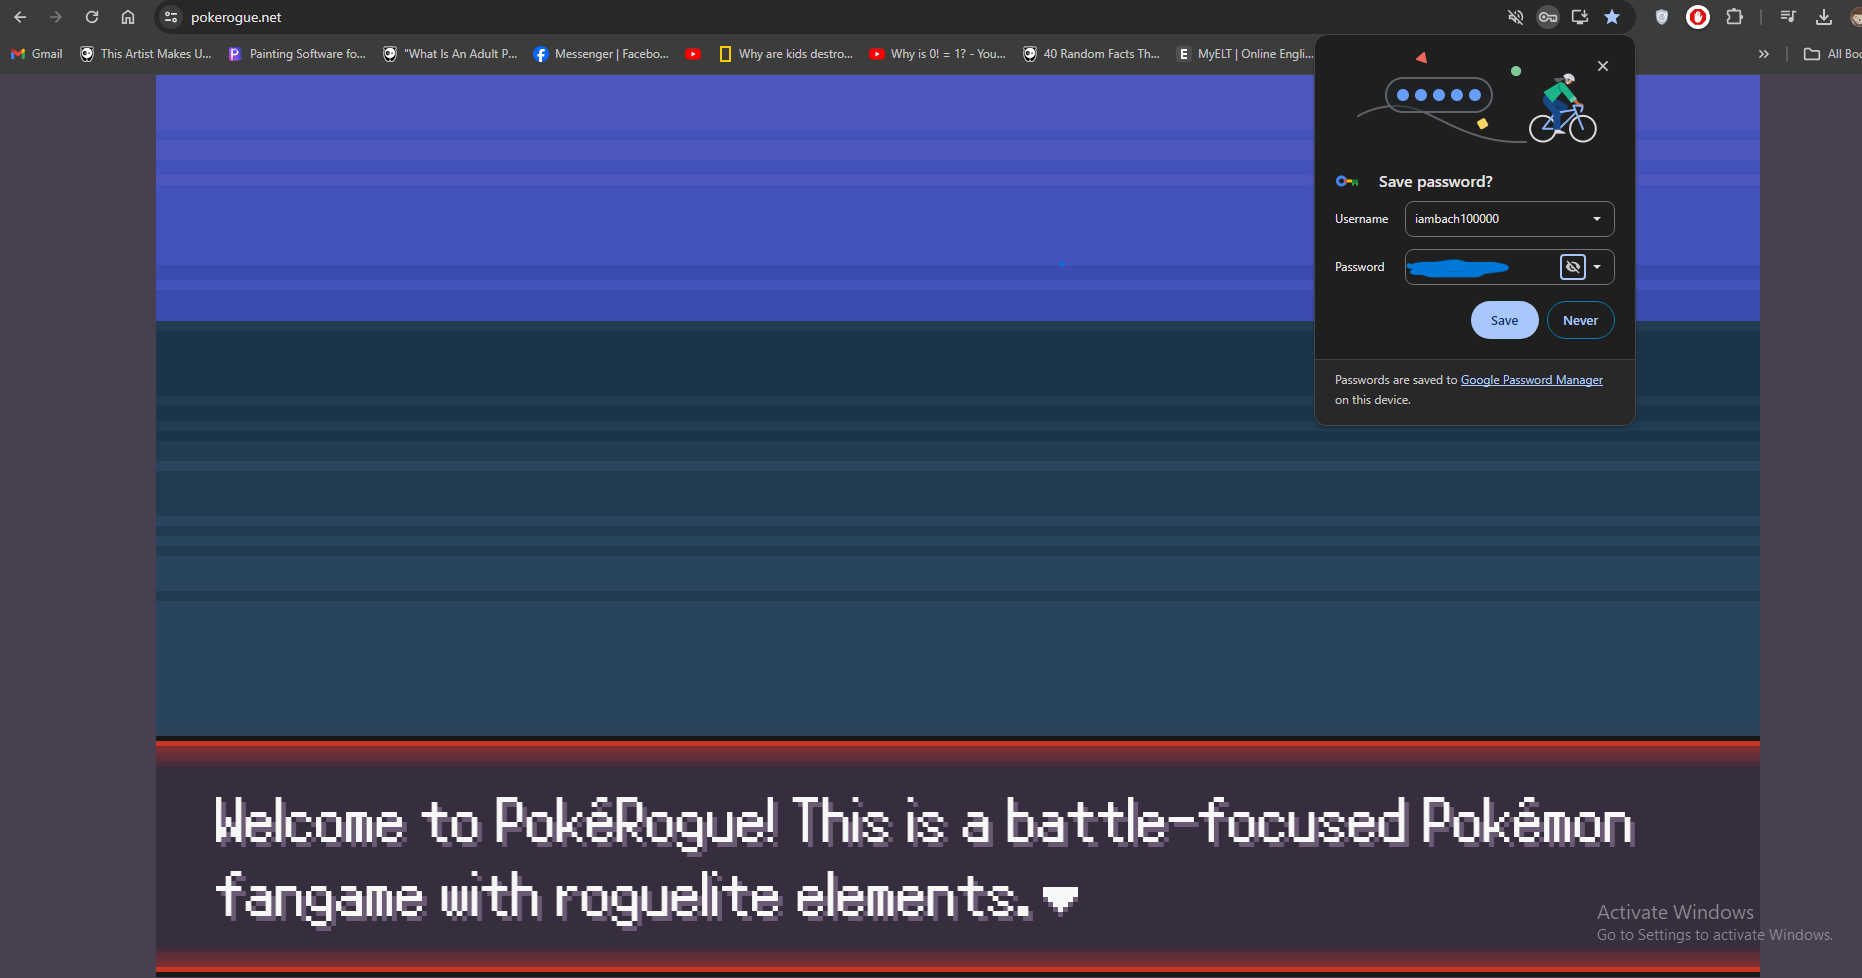 pokerogue.net
Gmail
This Artist Makes U...
Painting Software fo...
"What Is An Adult P...
Messenger | Facebo...
Why are kids destro...
Why is 0! = 1? - You...
40 Random Facts Th...
MyELT | Online Engli...
All Boo
Save password?
Username
iambach100000
Password
Save
Never
Passwords are saved to Google Password Manager
on this device.
Welcome to PokéRogue! This is a battle-focused Pokémon
fangame with roguelite elements.
Activate Windows
Go to Settings to activate Windows.